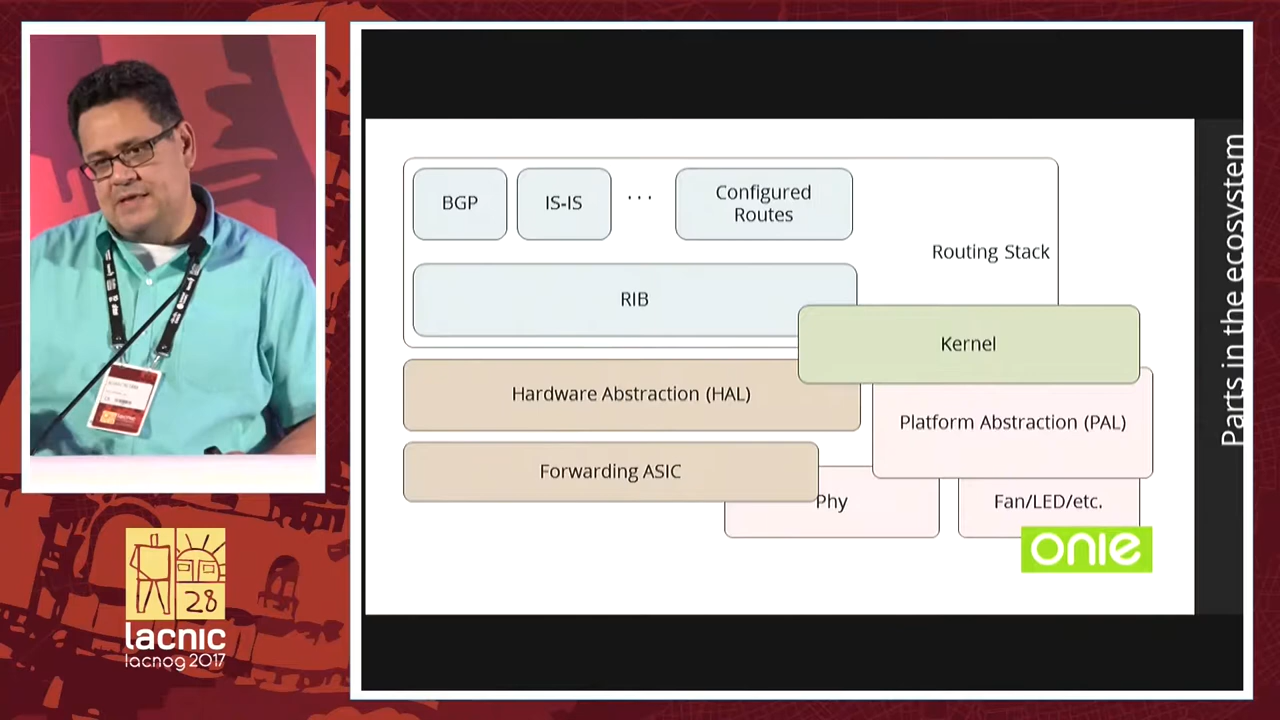 BGP
IS-IS
...
Configured
Routes
Routing Stack
RIB
Kernel
Hardware Abstraction (HAL)
Platform Abstraction (PAL)
Forwarding ASIC
Phy
Fan/LED/etc.
onie
Parts in the ecosystem
28
lacnic
lacnog 2017
lacnic